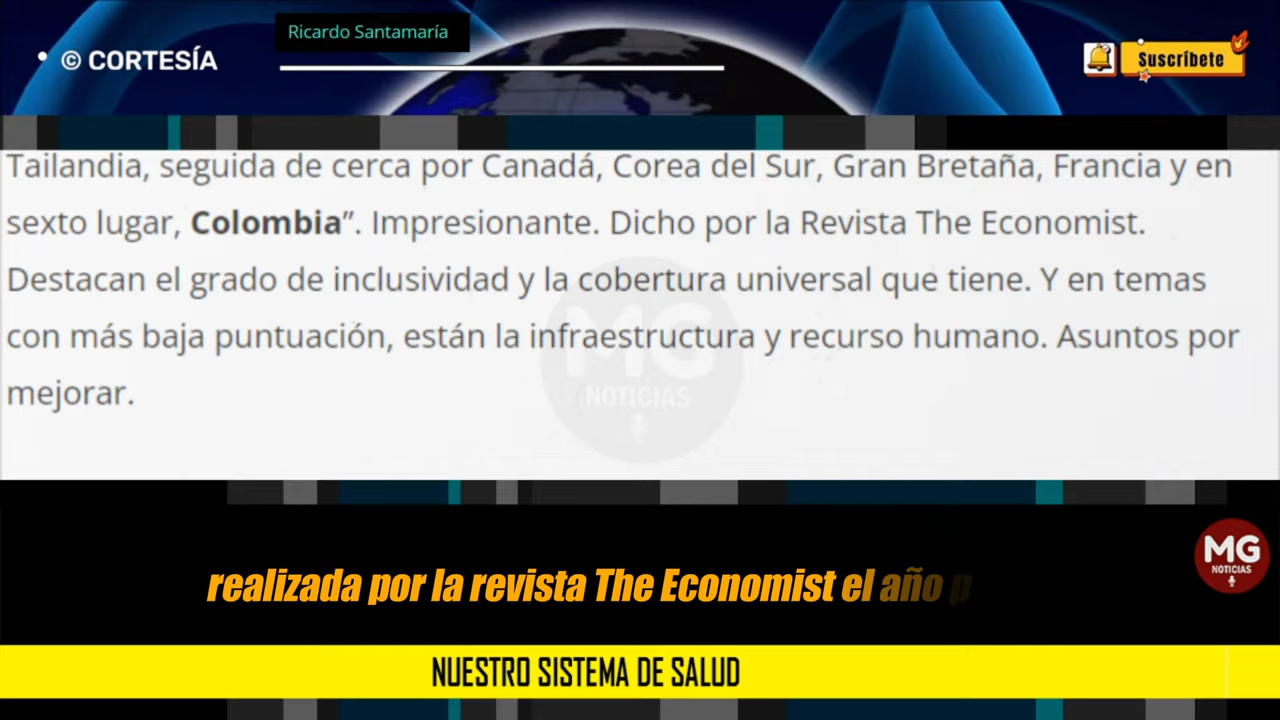 Ricardo Santamaría
© CORTESÍA
Suscríbete
Tailandia, seguida de cerca por Canadá, Corea del Sur, Gran Bretaña, Francia y en
sexto lugar, Colombia”. Impresionante. Dicho por la Revista The Economist.
Destacan el grado de inclusividad y la cobertura universal que tiene. Y en temas
con más baja puntuación, están la infraestructura y recurso humano. Asuntos por
mejorar.
MG
NOTICIAS
realizada por la revista The Economist el año p
MG
NOTICIAS
NUESTRO SISTEMA DE SALUD